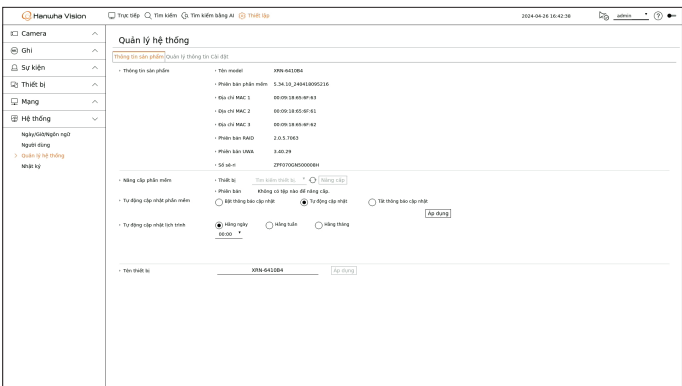 Hanwha Vision
Trực tiếp Tìm kiếm Tìm kiếm bằng AI Thiết lập 2024-04-26 16:42:38 admin
Camera
Ghi
Sự kiện
Thiết bị
Mạng
Hệ thống
Ngày/Giờ/Ngôn ngữ
Người dùng
Quản lý hệ thống
Nhật ký
Quản lý hệ thống
Thông tin sản phẩm Quản lý thông tin Cài đặt
Thông tin sản phẩm Tên model XRN-6410B4
Phiên bản phần mềm 5.34.10_240418095216
Địa chỉ MAC 1 00:09:18:65:6F:63
Địa chỉ MAC 2 00:09:18:65:6F:61
Địa chỉ MAC 3 00:09:18:65:6F:62
Phiên bản RAID 2.0.5.7063
Phiên bản UWA 3.40.29
Số sê-ri ZPF070GN500008H
Nâng cấp phần mềm Thiết bị Tìm kiếm thiết bị.. Nâng cấp
Phiên bản Không có tệp nào để nâng cấp.
Tự động cập nhật phần mềm Bật thông báo cập nhật Tự động cập nhật Tắt thông báo cập nhật
Áp dụng
Tự động cập nhật lịch trình Hằng ngày Hằng tuần Hằng tháng
00:00
Tên thiết bị XRN-6410B4 Áp dụng